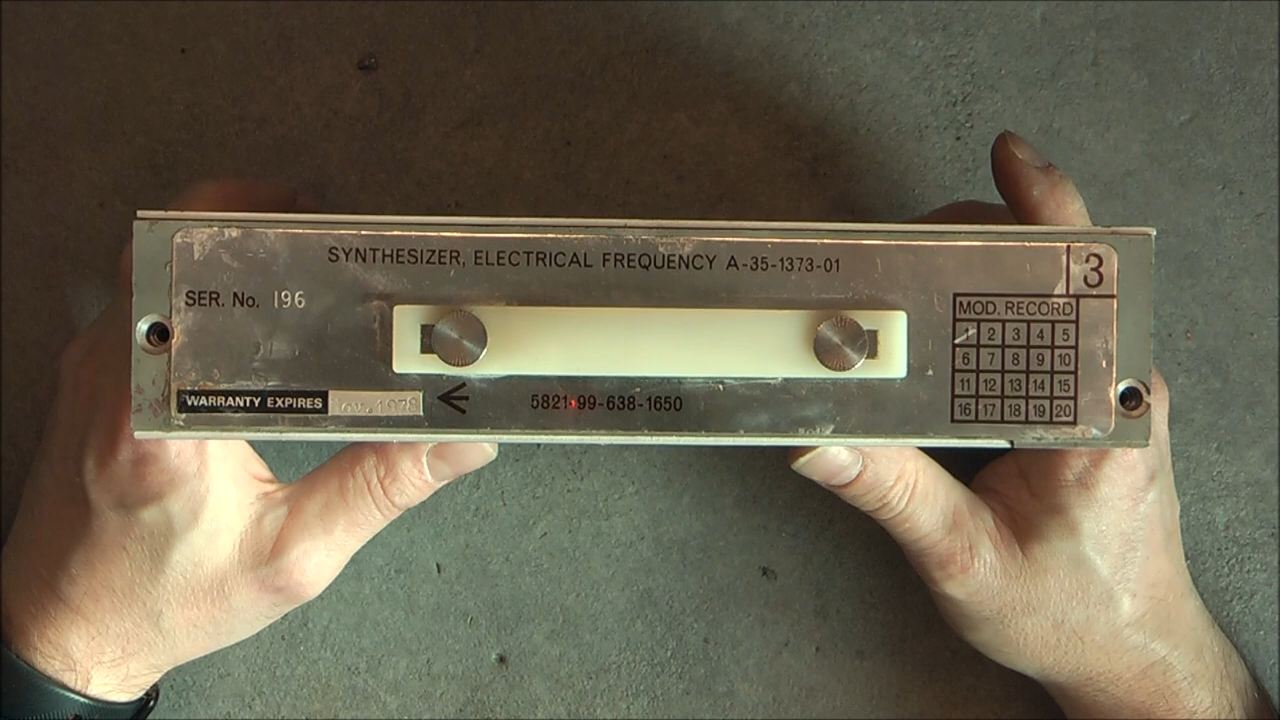 SYNTHESIZER, ELECTRICAL FREQUENCY A-35-1373-01
3
SER. No. 196
MOD. RECORD
1 2 3 4 5
6 7 8 9 10
11 12 13 14 15
16 17 18 19 20
WARRANTY EXPIRES 1978
5821-99-638-1650